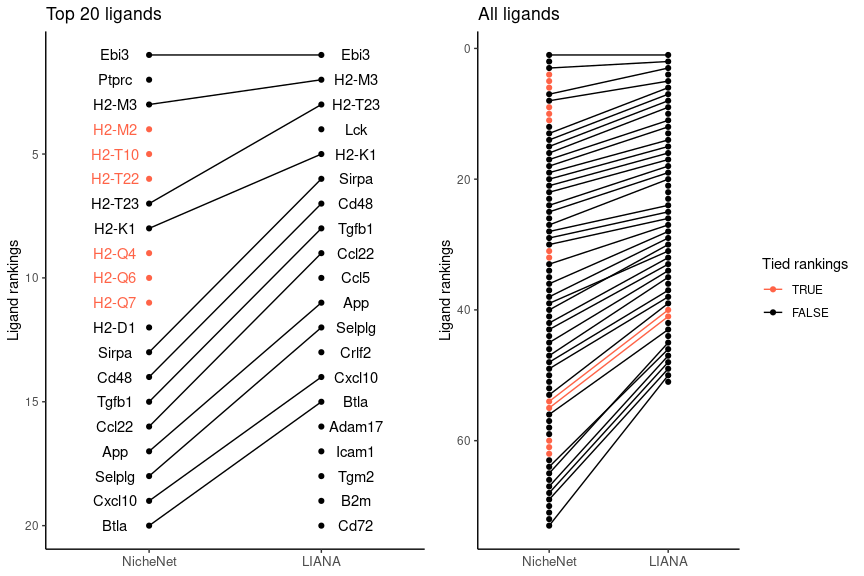 Top 20 ligands
Ligand rankings
5
10
15
20
Ebi3
Ptprc
H2-M3
H2-M2
H2-T10
H2-T22
H2-T23
H2-K1
H2-Q4
H2-Q6
H2-Q7
H2-D1
Sirpa
Cd48
Tgfb1
Ccl22
App
Selplg
Cxcl10
Btla
Ebi3
H2-M3
H2-T23
Lck
H2-K1
Sirpa
Cd48
Tgfb1
Ccl22
Ccl5
App
Selplg
Crlf2
Cxcl10
Btla
Adam17
Icam1
Tgm2
B2m
Cd72
NicheNet
LIANA
All ligands
Ligand rankings
0
20
40
60
NicheNet
LIANA
Tied rankings
TRUE
FALSE